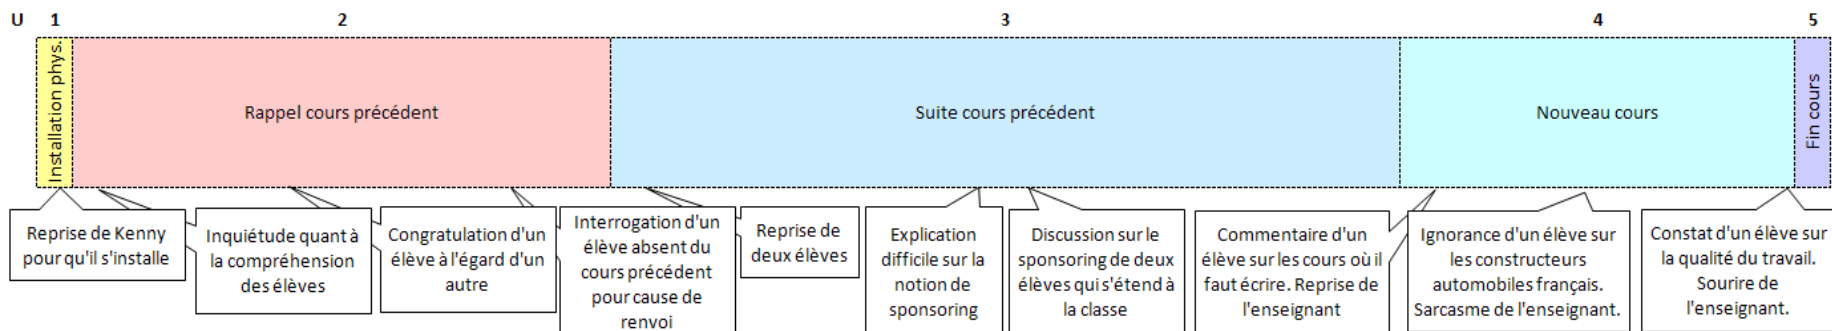 U 1 2 3 4 5
Installation phys.
Rappel cours précédent
Suite cours précédent
Nouveau cours
Fin cours
Reprise de Kenny
pour qu'il s'installe
Inquiétude quant à
la compréhension
des élèves
Congratulation d'un
élève à l'égard d'un
autre
Interrogation d'un
élève absent du
cours précédent
pour cause de
renvoi
Reprise de
deux élèves
Explication
difficile sur la
notion de
sponsoring
Discussion sur le
sponsoring de deux
élèves qui s'étend à
la classe
Commentaire d'un
élève sur les cours où il
faut écrire. Reprise de
l'enseignant
Ignorance d'un élève sur
les constructeurs
automobiles français.
Sarcasme de l'enseignant.
Constat d'un élève sur
la qualité du travail.
Sourire de
l'enseignant.